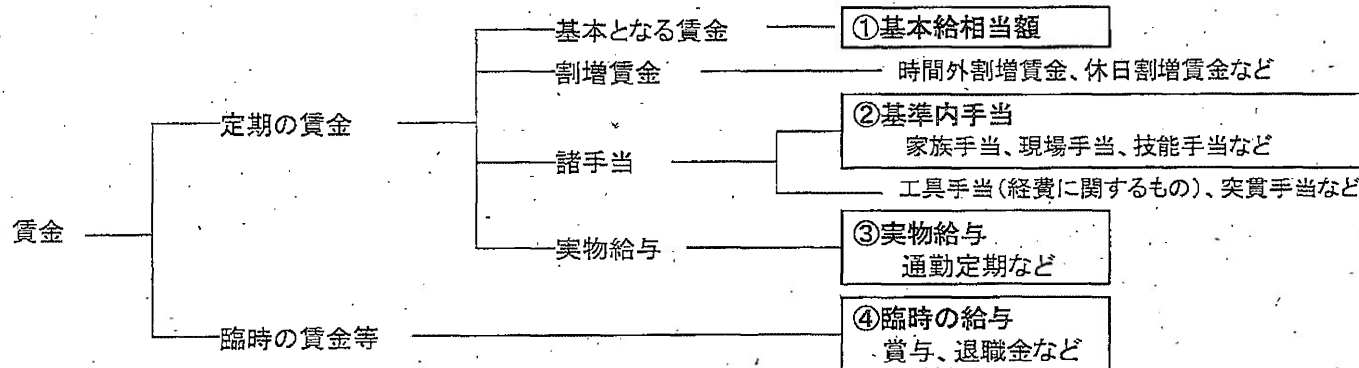 基本となる賃金
①基本給相当額
割増賃金
時間外割増賃金、休日割増賃金など
定期の賃金
②基準内手当
家族手当、現場手当、技能手当など
諸手当
工具手当(経費に関するもの)、突貫手当など
賃金
実物給与
③実物給与
通勤定期など
臨時の賃金等
④臨時の給与
賞与、退職金など